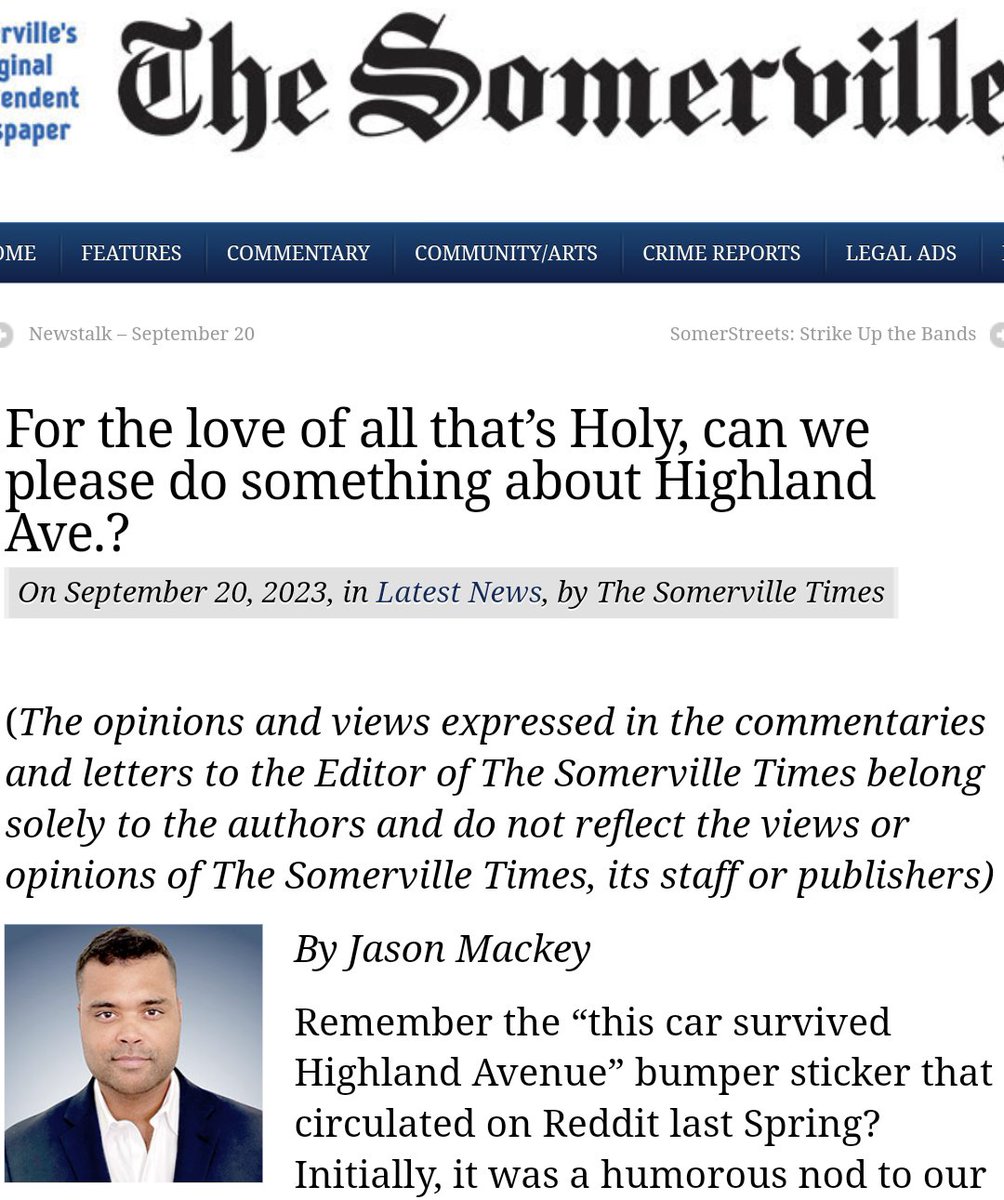 erville's
ginal
endent
spaper
The Somerville
OME FEATURES COMMENTARY COMMUNITY/ARTS CRIME REPORTS LEGAL ADS
Newstalk – September 20 SomerStreets: Strike Up the Bands
For the love of all that’s Holy, can we
please do something about Highland
Ave.?
On September 20, 2023, in Latest News, by The Somerville Times
(The opinions and views expressed in the commentaries
and letters to the Editor of The Somerville Times belong
solely to the authors and do not reflect the views or
opinions of The Somerville Times, its staff or publishers)
By Jason Mackey
Remember the “this car survived
Highland Avenue” bumper sticker that
circulated on Reddit last Spring?
Initially, it was a humorous nod to our